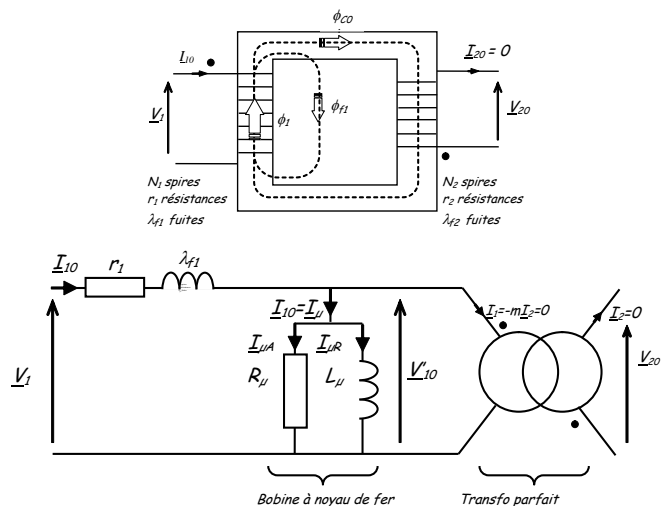 ϕC0
I10
I20 = 0
V1
ϕ1
ϕf1
V20
N1 spires
r1 résistances
λf1 fuites
N2 spires
r2 résistances
λf2 fuites
I10
r1
λf1
I10=Iμ
I1=-mI2=0
I2=0
IμA
IμR
V1
Rμ
Lμ
V'10
V20
Bobine à noyau de fer
Transfo parfait